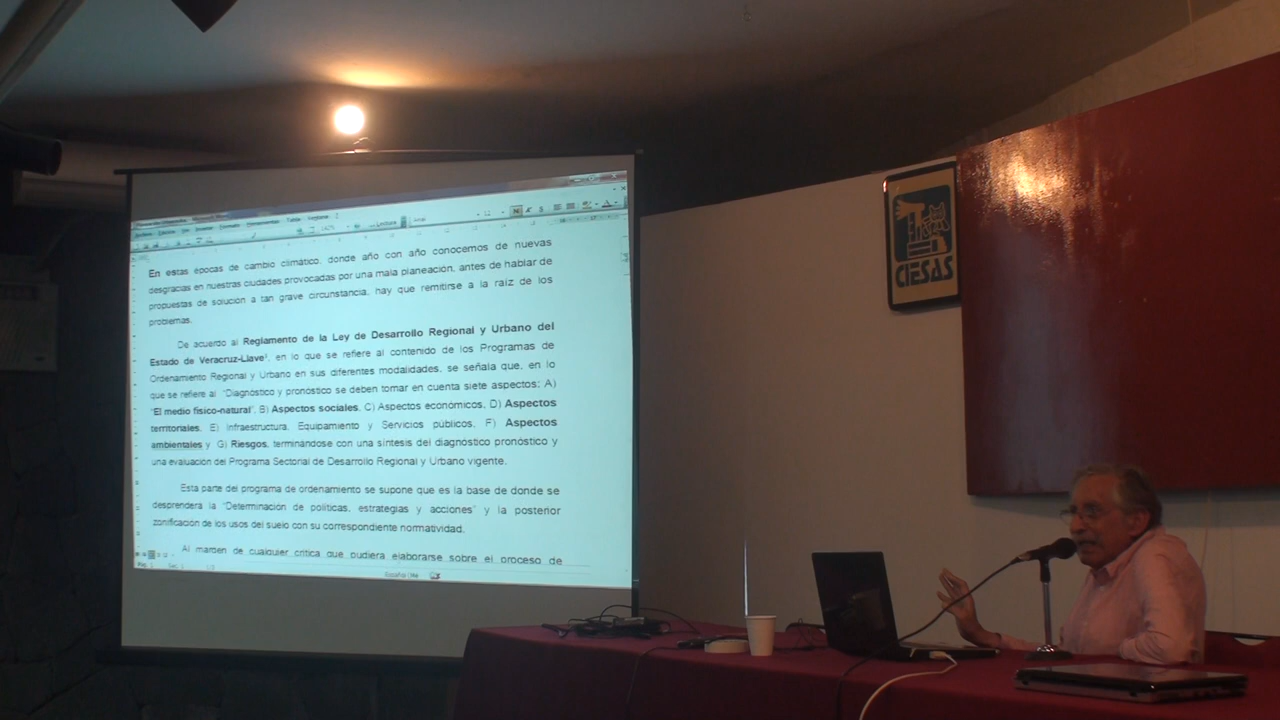 Lectura
En estas épocas de cambio climático, donde año con año conocemos de nuevas
desgracias en nuestras ciudades provocadas por una mala planeación, antes de hablar de
propuestas de solución a tan grave circunstancia, hay que remitirse a la raíz de los
problemas.
De acuerdo al Reglamento de la Ley de Desarrollo Regional y Urbano del
Estado de Veracruz-Llave, en lo que se refiere al contenido de los Programas de
Ordenamiento Regional y Urbano en sus diferentes modalidades, se señala que, en lo
que se refiere al "Diagnóstico y pronóstico se deben tomar en cuenta siete aspectos: A)
"El medio físico-natural", B) Aspectos sociales, C) Aspectos económicos, D) Aspectos
territoriales, E) Infraestructura, Equipamiento y Servicios públicos, F) Aspectos
ambientales y G) Riesgos, terminándose con una síntesis del diagnóstico pronóstico y
una evaluación del Programa Sectorial de Desarrollo Regional y Urbano vigente.
Esta parte del programa de ordenamiento se supone que es la base de donde se
desprenderá la "Determinación de políticas, estrategias y acciones" y la posterior
zonificación de los usos del suelo con su correspondiente normatividad.
Al margen de cualquier crítica que pudiera elaborarse sobre el proceso de
CIESAS